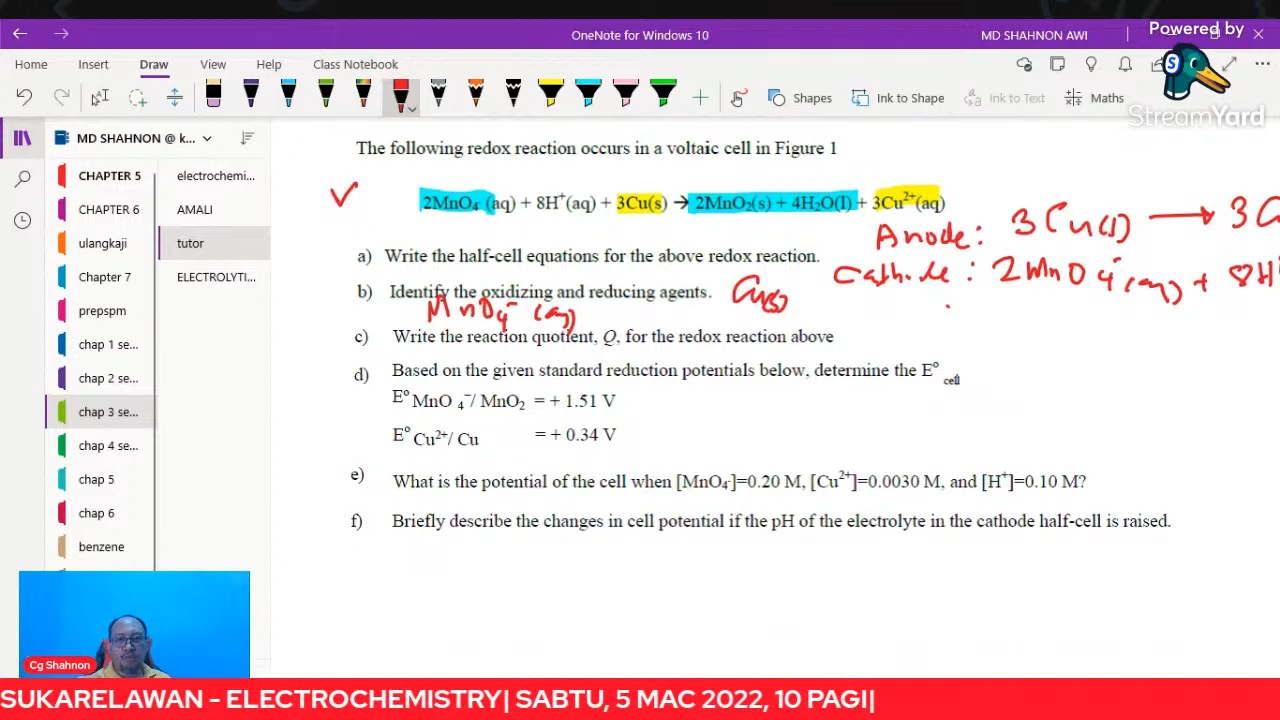 OneNote for Windows 10
MD SHAHNON AWI
Powered by
StreamYard
Home Insert Draw View Help Class Notebook
Shapes Ink to Shape Ink to Text Maths
MD SHAHNON @ k...
CHAPTER 5
CHAPTER 6
ulangkaji
Chapter 7
prepspm
chap 1 se...
chap 2 se...
chap 3 se...
chap 4 se...
chap 5
chap 6
benzene
electrochemi...
AMALI
tutor
ELECTROLYTI...
The following redox reaction occurs in a voltaic cell in Figure 1
2MnO₄⁻(aq) + 8H⁺(aq) + 3Cu(s) → 2MnO₂(s) + 4H₂O(l) + 3Cu²⁺(aq)
Anode: 3Cu(s) → 3C
a) Write the half-cell equations for the above redox reaction.
Cathode: 2MnO₄⁻(aq) + 8H⁺
b) Identify the oxidizing and reducing agents. Cu(s)
MnO₄⁻(aq)
c) Write the reaction quotient, Q, for the redox reaction above
d) Based on the given standard reduction potentials below, determine the E° cell
E° MnO ₄⁻/ MnO₂ = + 1.51 V
E° Cu²⁺/ Cu = + 0.34 V
e) What is the potential of the cell when [MnO₄⁻]=0.20 M, [Cu²⁺]=0.0030 M, and [H⁺]=0.10 M?
f) Briefly describe the changes in cell potential if the pH of the electrolyte in the cathode half-cell is raised.
Cg Shahnon
SUKARELAWAN - ELECTROCHEMISTRY| SABTU, 5 MAC 2022, 10 PAGI|